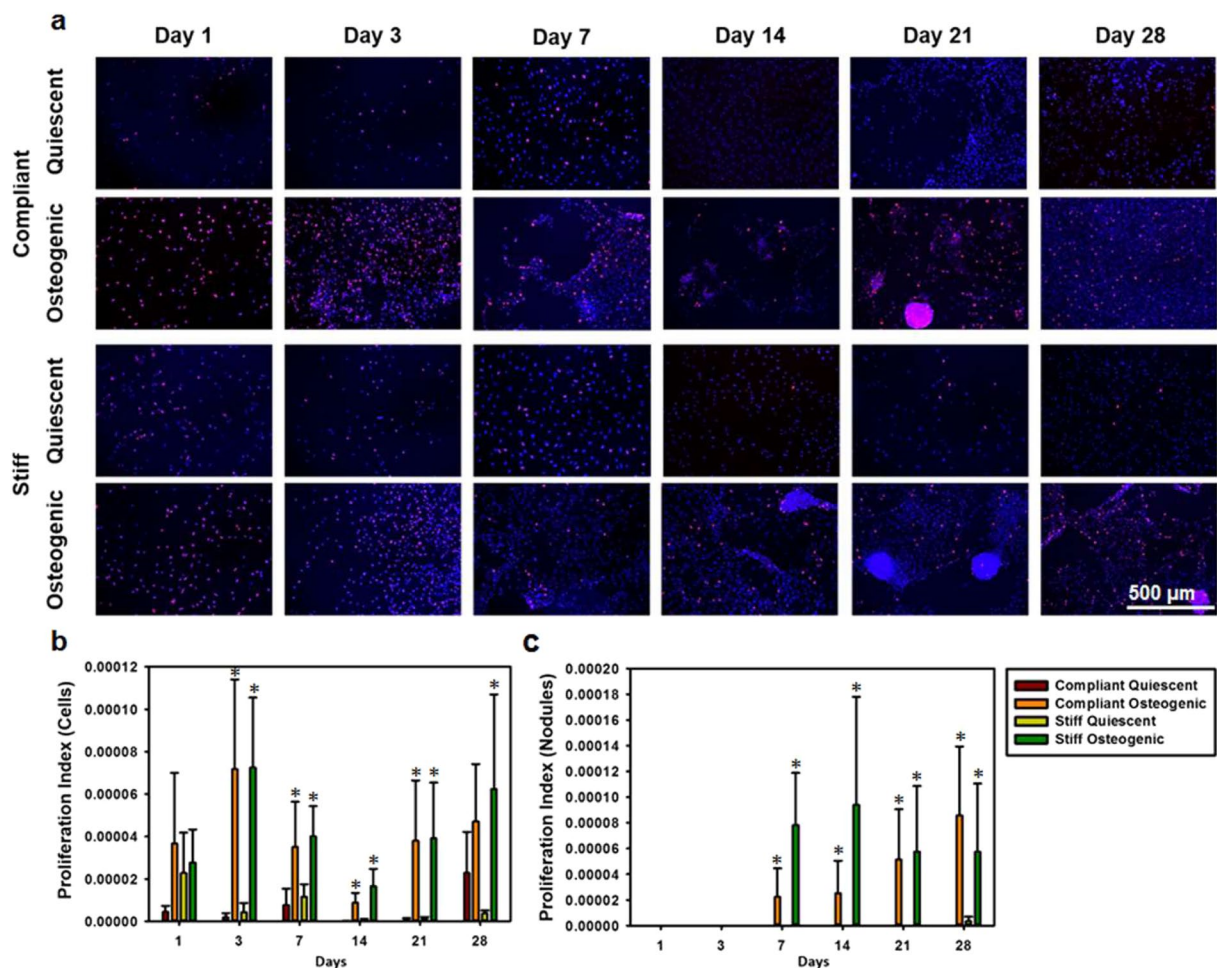 a
Day 1 Day 3 Day 7 Day 14 Day 21 Day 28
Compliant
Quiescent
Osteogenic
Stiff
Quiescent
Osteogenic
500 µm
b
0.00012
0.00010
0.00008
0.00006
0.00004
0.00002
0.00000
Proliferation Index (Cells)
* * * * * * * * *
1 3 7 14 21 28
Days
c
0.00020
0.00018
0.00016
0.00014
0.00012
0.00010
0.00008
0.00006
0.00004
0.00002
0.00000
Proliferation Index (Nodules)
* * * * * * * *
1 3 7 14 21 28
Days
Compliant Quiescent
Compliant Osteogenic
Stiff Quiescent
Stiff Osteogenic